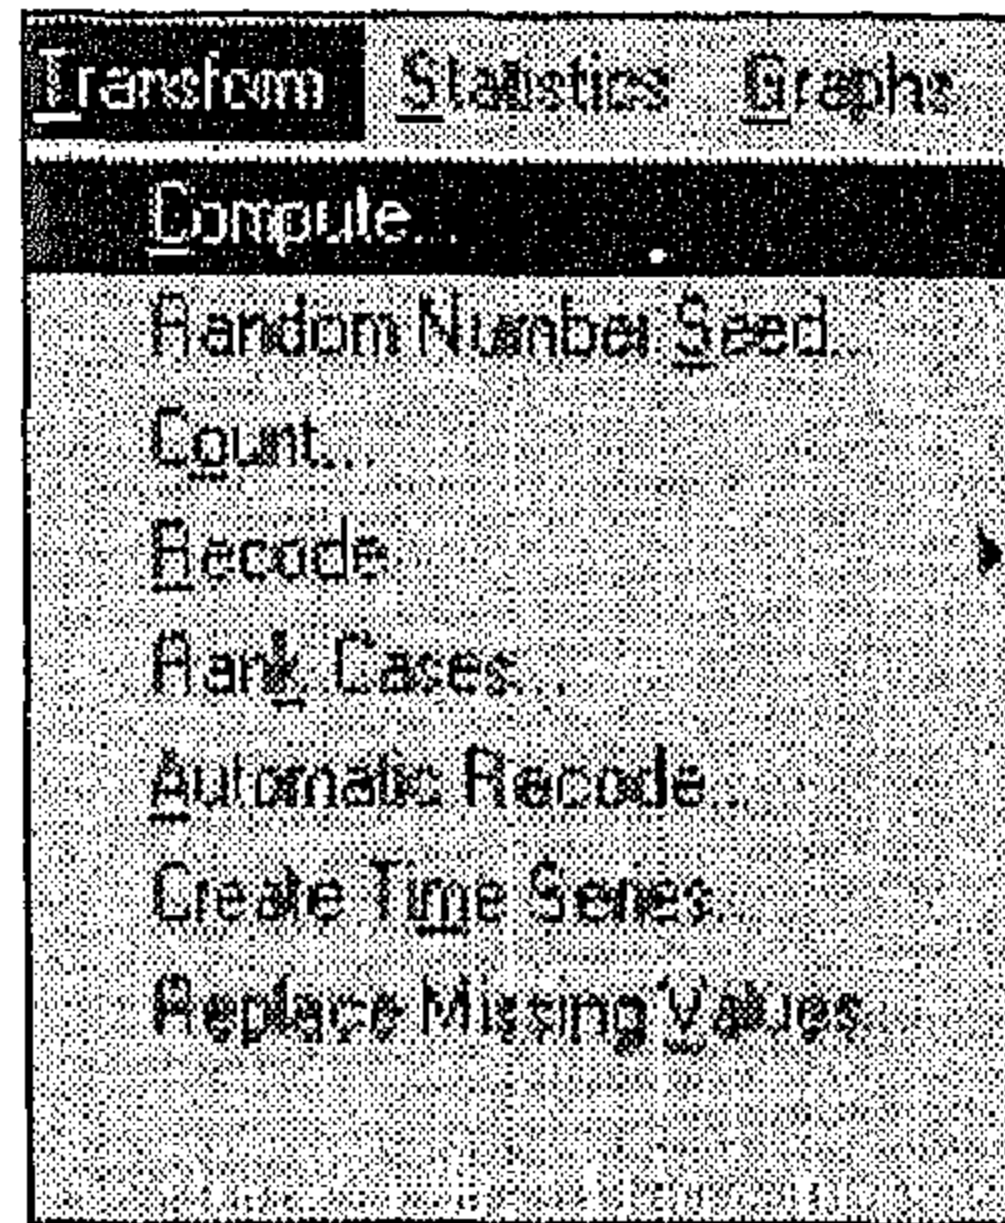 Transform Statistics Graphs
Compute...
Random Number Seed...
Count...
Recode
Rank Cases...
Automatic Recode...
Create Time Series...
Replace Missing Values...